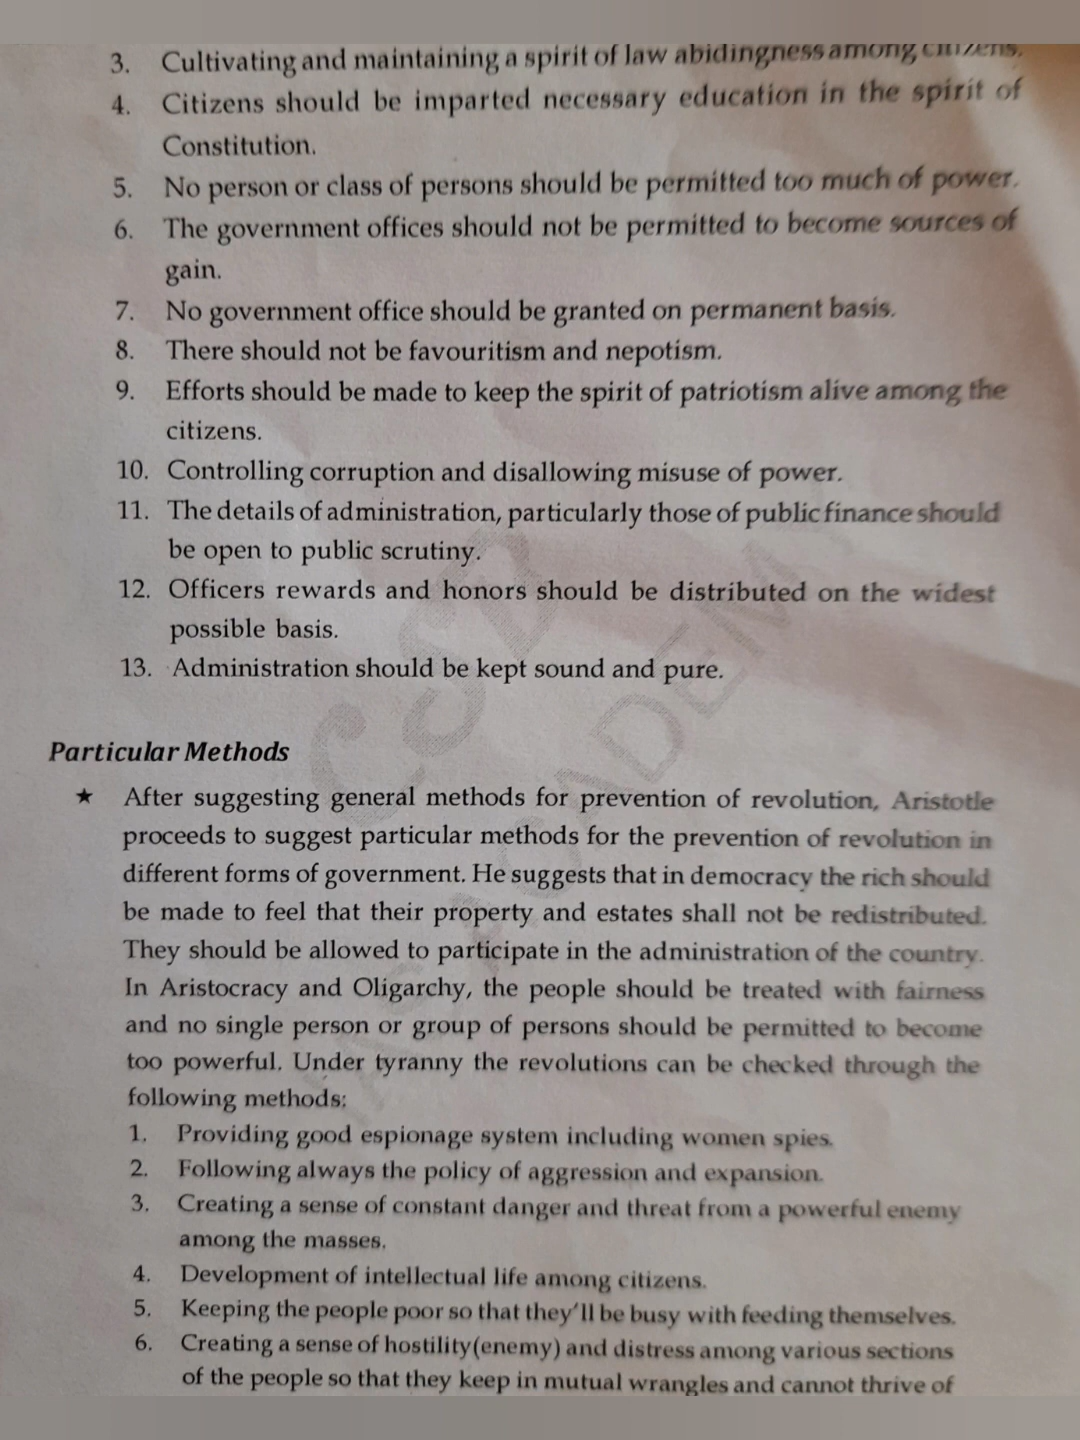 3. Cultivating and maintaining a spirit of law abidingness among citizens.
4. Citizens should be imparted necessary education in the spirit of
Constitution.
5. No person or class of persons should be permitted too much of power.
6. The government offices should not be permitted to become sources of
gain.
7. No government office should be granted on permanent basis.
8. There should not be favouritism and nepotism.
9. Efforts should be made to keep the spirit of patriotism alive among the
citizens.
10. Controlling corruption and disallowing misuse of power.
11. The details of administration, particularly those of public finance should
be open to public scrutiny.
12. Officers rewards and honors should be distributed on the widest
possible basis.
13. Administration should be kept sound and pure.
Particular Methods
★ After suggesting general methods for prevention of revolution, Aristotle
proceeds to suggest particular methods for the prevention of revolution in
different forms of government. He suggests that in democracy the rich should
be made to feel that their property and estates shall not be redistributed.
They should be allowed to participate in the administration of the country.
In Aristocracy and Oligarchy, the people should be treated with fairness
and no single person or group of persons should be permitted to become
too powerful. Under tyranny the revolutions can be checked through the
following methods:
1. Providing good espionage system including women spies.
2. Following always the policy of aggression and expansion.
3. Creating a sense of constant danger and threat from a powerful enemy
among the masses.
4. Development of intellectual life among citizens.
5. Keeping the people poor so that they'll be busy with feeding themselves.
6. Creating a sense of hostility(enemy) and distress among various sections
of the people so that they keep in mutual wrangles and cannot thrive of